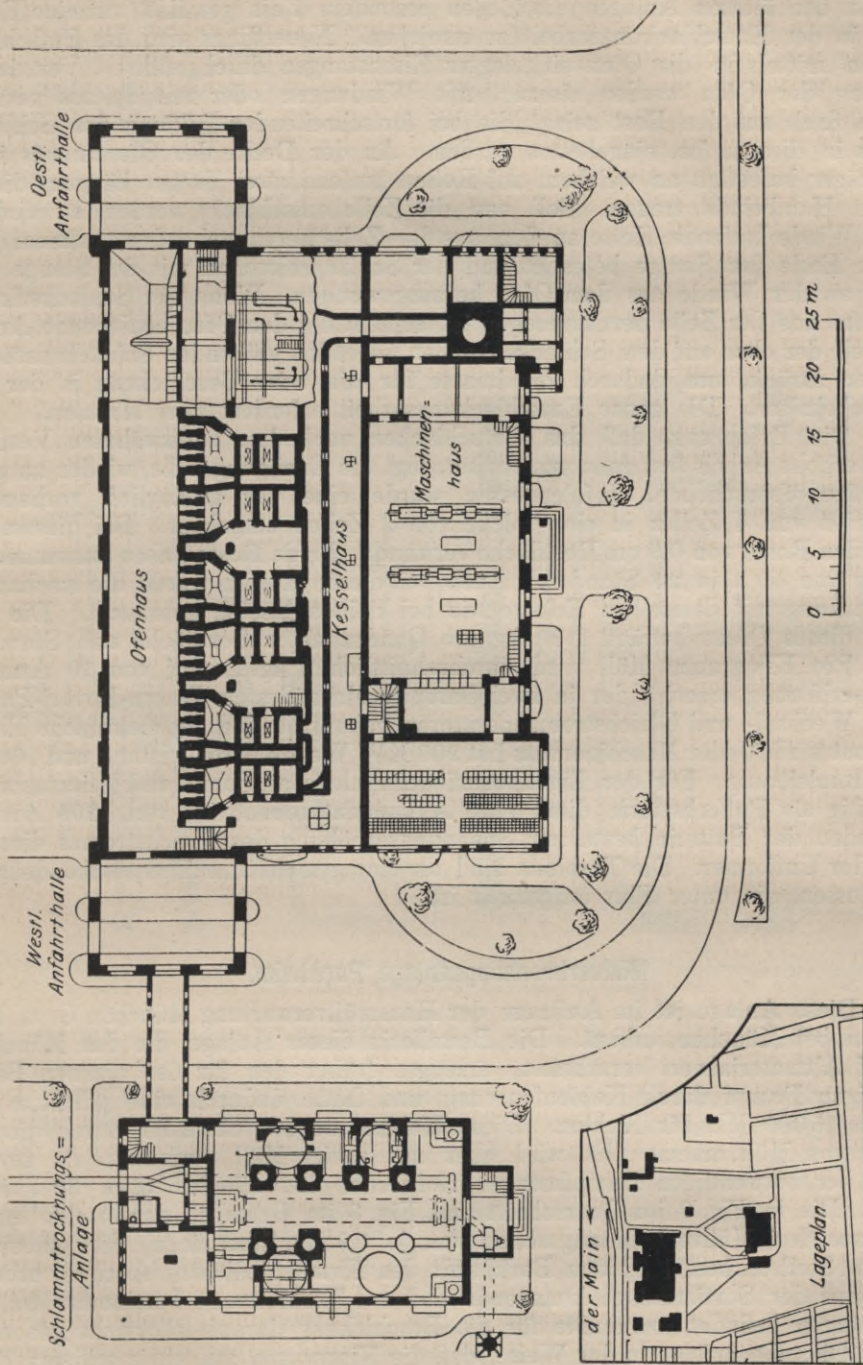 Oestl.
Anfahrthalle
Ofenhaus
Kesselhaus
Maschinen=
haus
Westl.
Anfahrthalle
Schlammtrocknungs=
Anlage
0 5 10 15 20 25 m
der Main
Lageplan